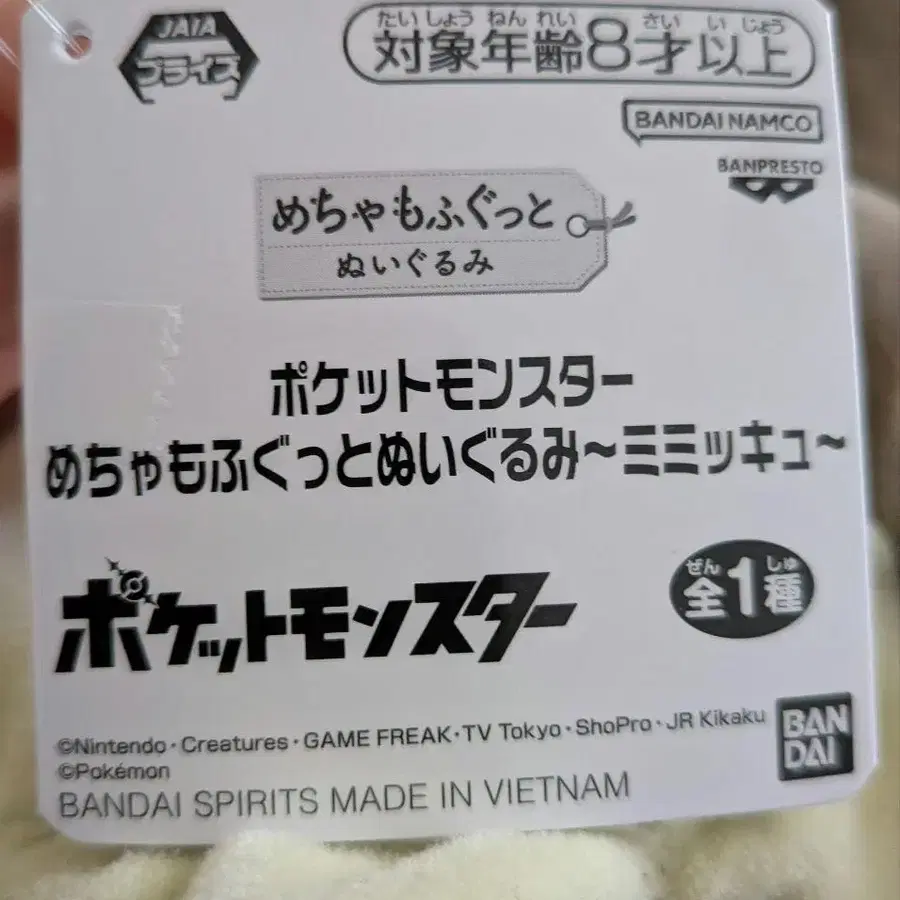 JAIA
プライズ
たいしょうねんれい さいいじょう
対象年齢8才以上
BANDAI NAMCO
BANPRESTO
めちゃもふぐっと
ぬいぐるみ
ポケットモンスター
めちゃもふぐっとぬいぐるみ~ミミッキュ~
ポケットモンスター
ぜん しゅ
全1種
©Nintendo・Creatures・GAME FREAK・TV Tokyo・ShoPro・JR Kikaku
©Pokémon
BANDAI SPIRITS MADE IN VIETNAM
BAN
DAI